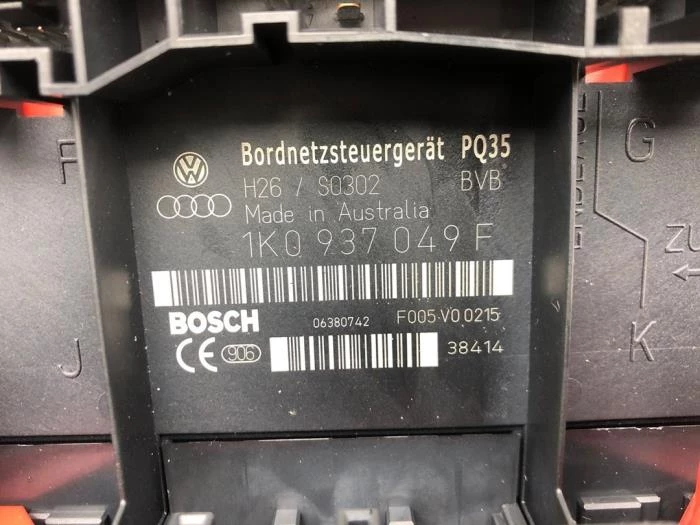 Bordnetzsteuergerät PQ35
H26 / S0302 BVB
Made in Australia
1K0 937 049 F
BOSCH 06380742 F005 V0 0215
CE 906 38414
F
J
G
ZU
K